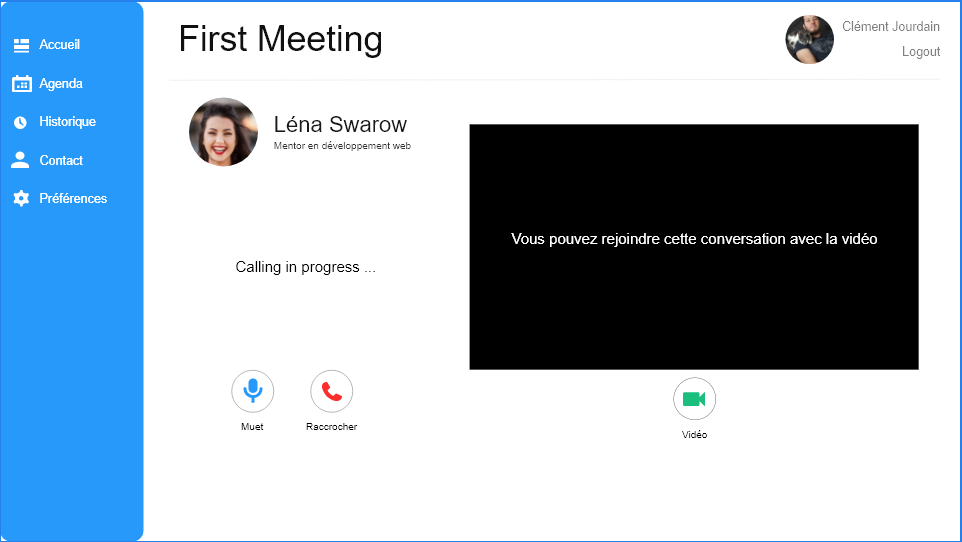 Accueil
Agenda
Historique
Contact
Préférences
First Meeting
Clément Jourdain
Logout
Léna Swarow
Mentor en développement web
Calling in progress ...
Muet
Raccrocher
Vous pouvez rejoindre cette conversation avec la vidéo
Vidéo